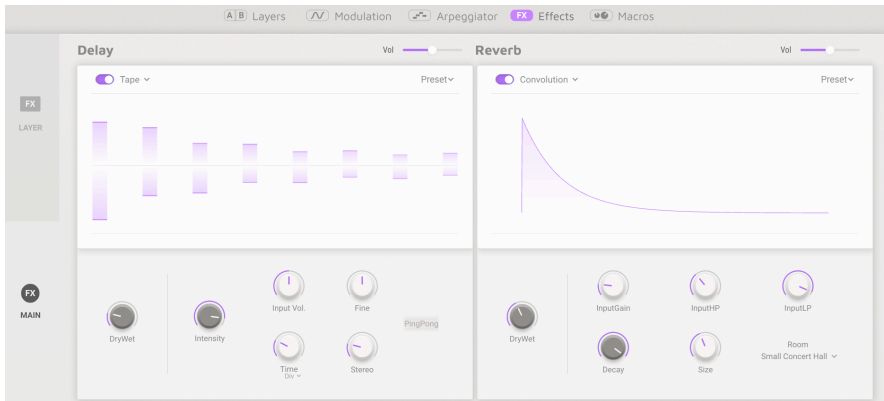 A B Layers Modulation Arpeggiator FX Effects Macros
Delay Vol
Reverb Vol
FX
LAYER
FX
MAIN
Tape Preset
DryWet
Intensity
Input Vol. Fine
PingPong
Time Stereo
Div
Convolution Preset
DryWet
InputGain InputHP InputLP
Decay Size
Room
Small Concert Hall